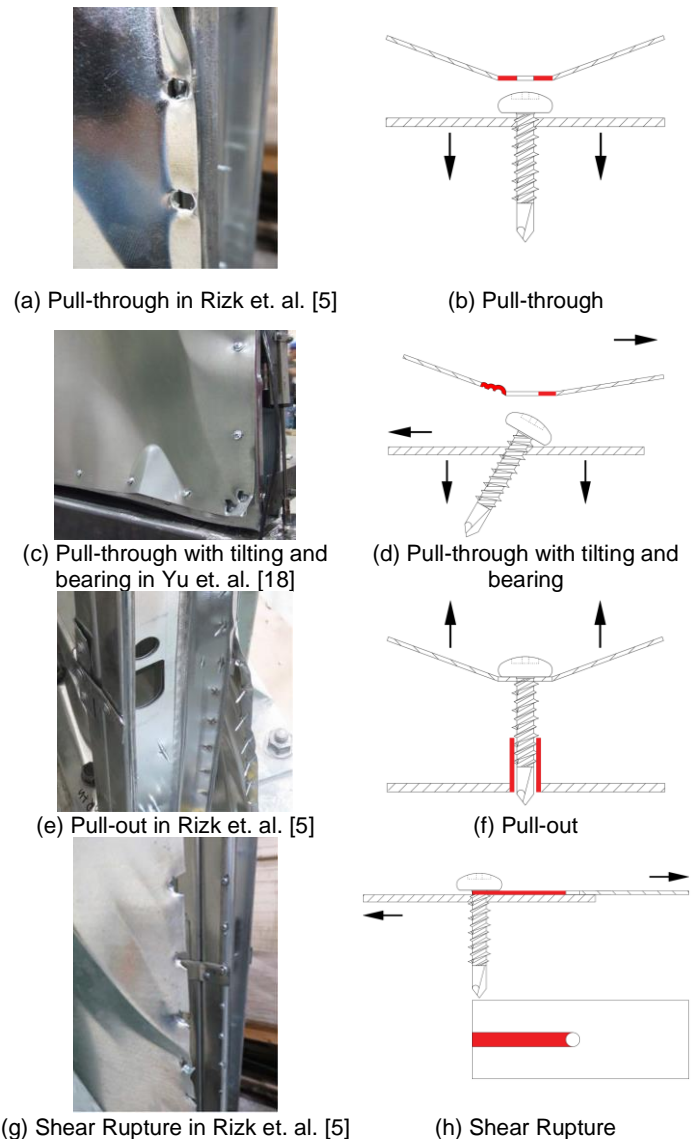 (a) Pull-through in Rizk et. al. [5]
(b) Pull-through
(c) Pull-through with tilting and
bearing in Yu et. al. [18]
(d) Pull-through with tilting and
bearing
(e) Pull-out in Rizk et. al. [5]
(f) Pull-out
(g) Shear Rupture in Rizk et. al. [5]
(h) Shear Rupture